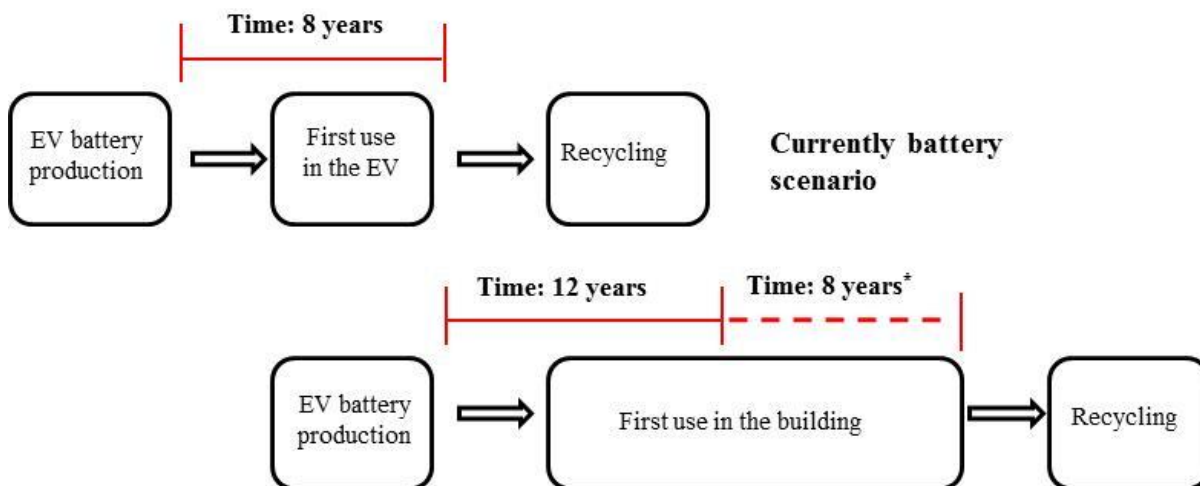 Time: 8 years
EV battery
production
First use
in the EV
Recycling
Currently battery
scenario
Time: 12 years
Time: 8 years*
EV battery
production
First use in the building
Recycling